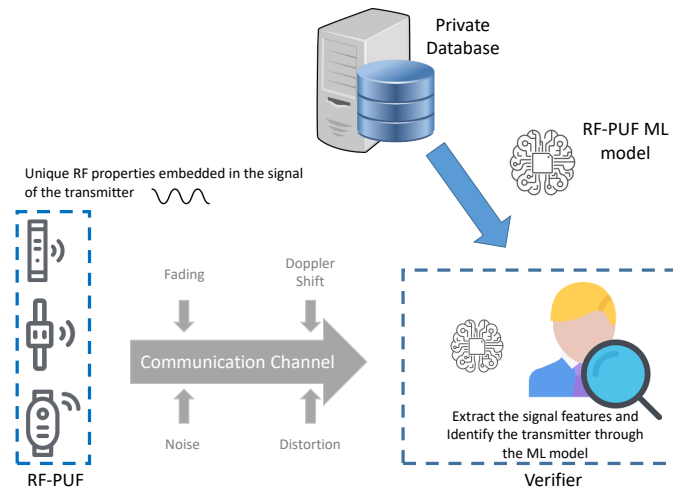 Private
Database
RF-PUF ML
model
Unique RF properties embedded in the signal
of the transmitter
Fading
Doppler
Shift
Communication Channel
Noise
Distortion
Extract the signal features and
Identify the transmitter through
the ML model
RF-PUF
Verifier